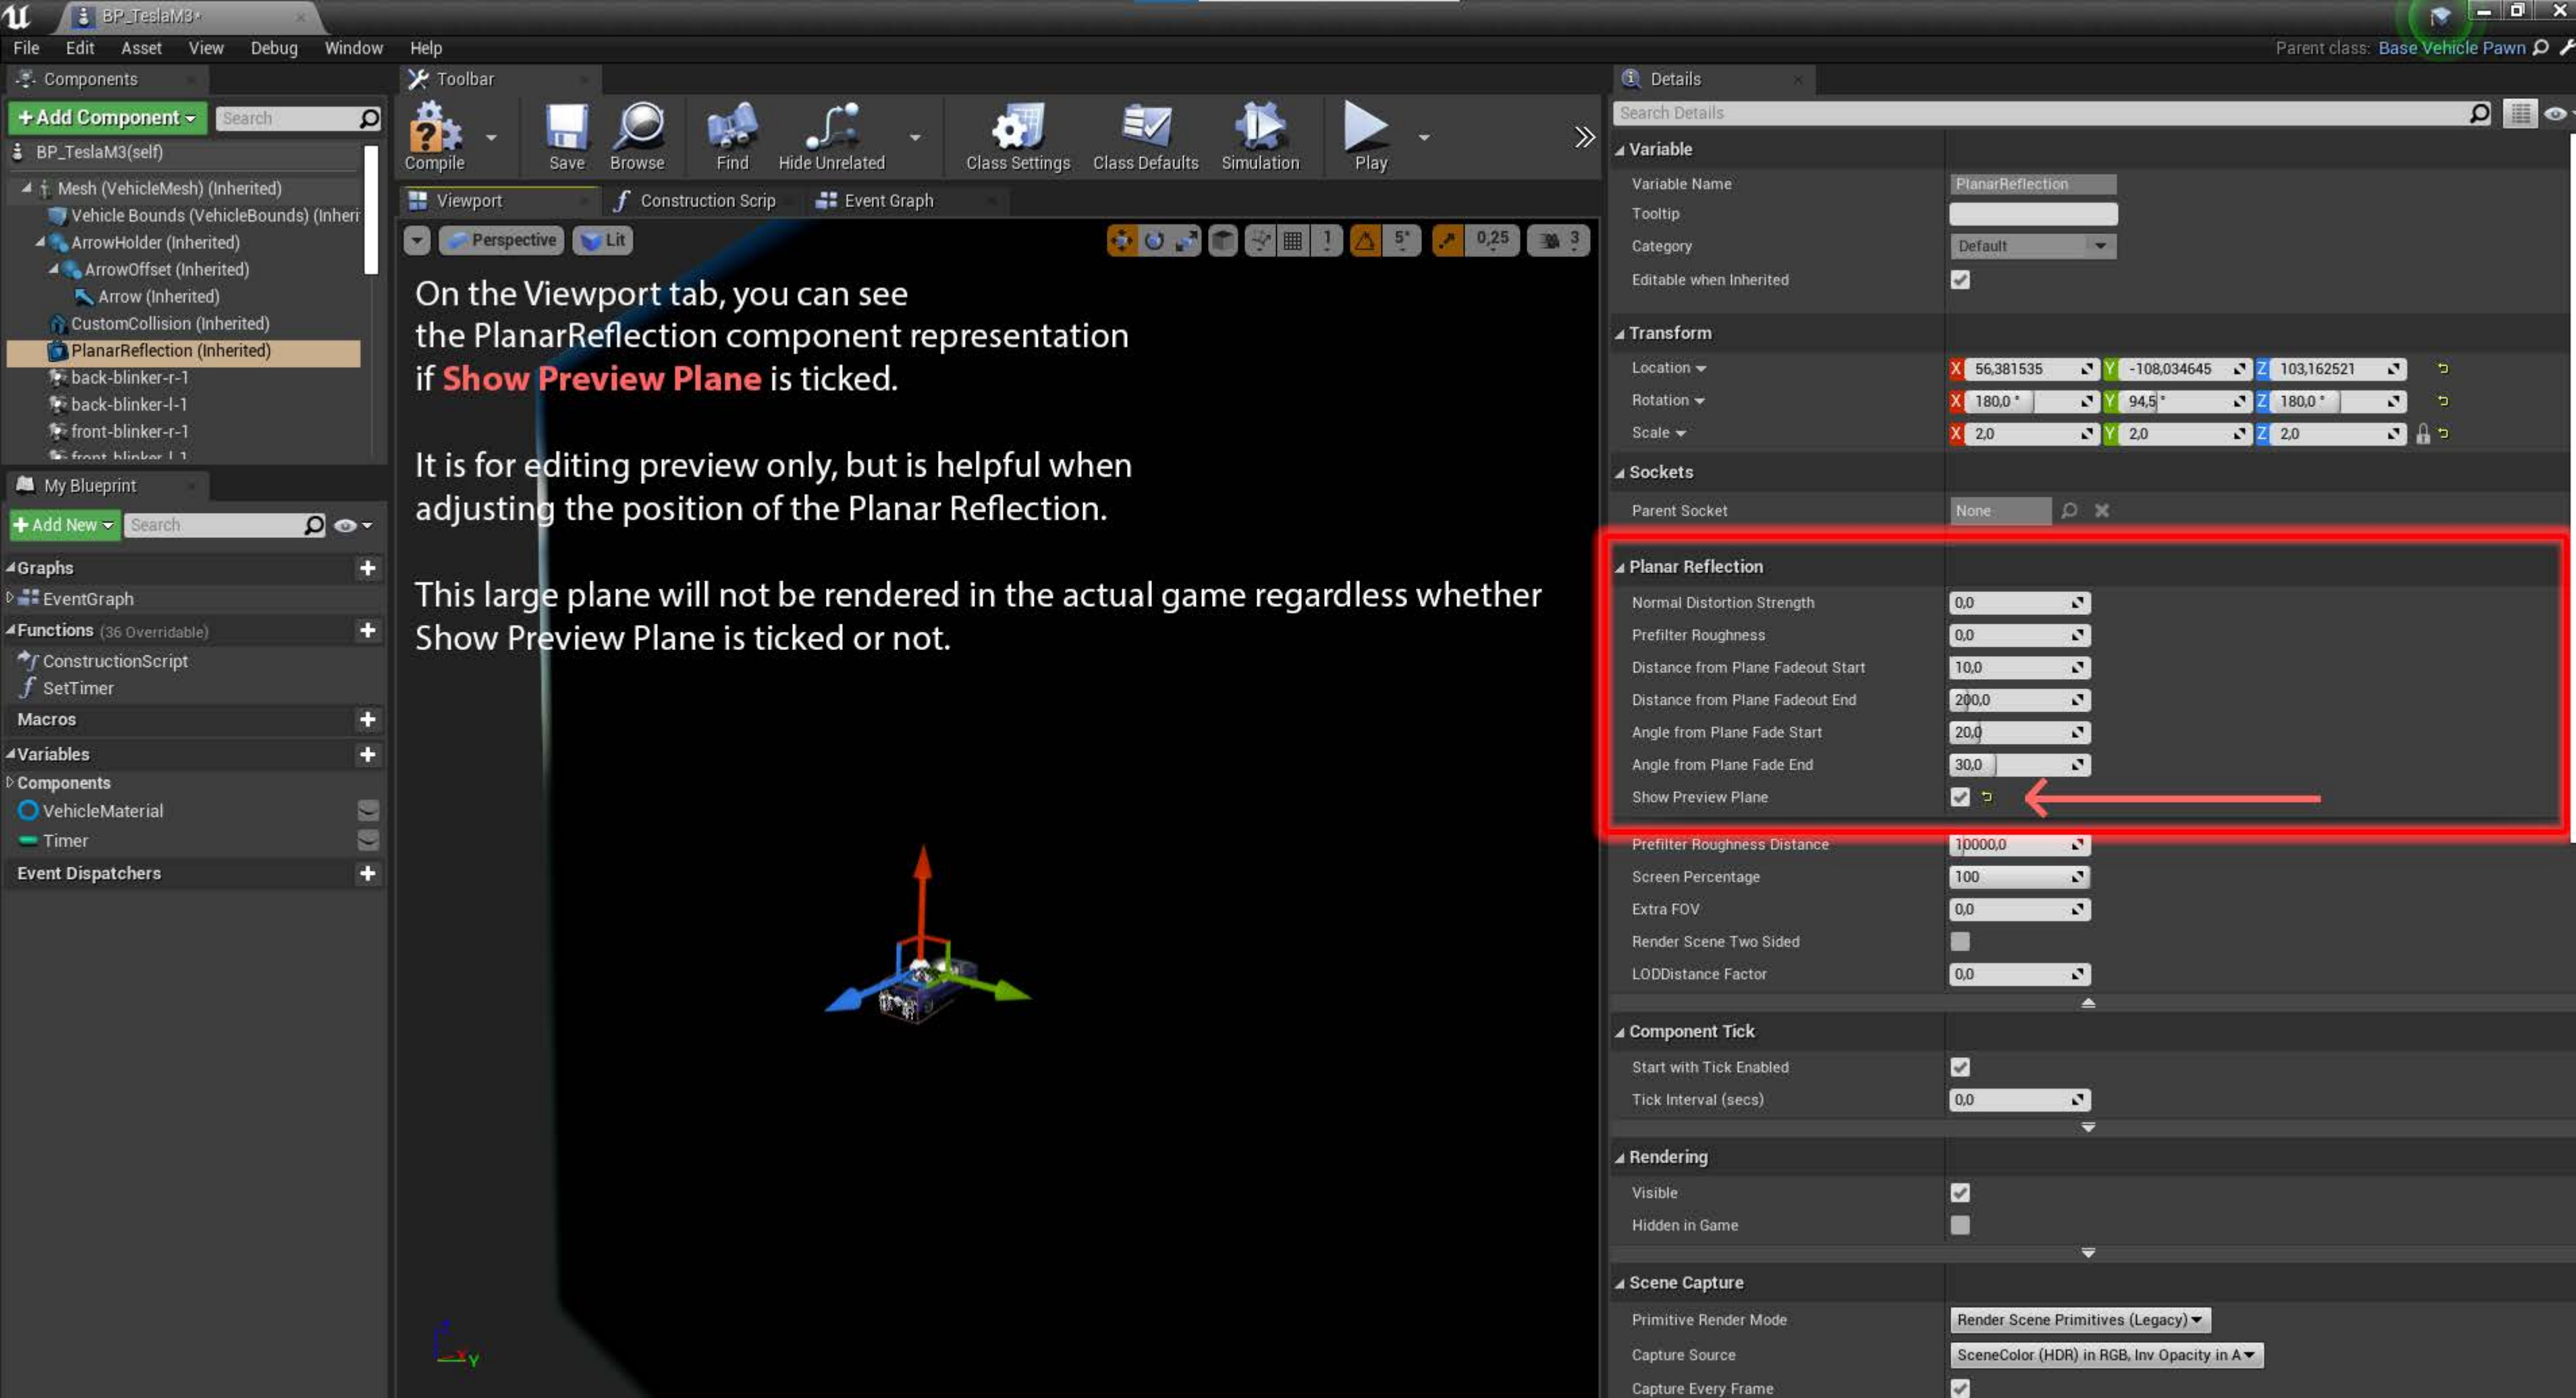 BP_TeslaM3*
File Edit Asset View Debug Window Help
Parent class: Base Vehicle Pawn
Components
+Add Component
Search
BP_TeslaM3(self)
Mesh (VehicleMesh) (Inherited)
Vehicle Bounds (VehicleBounds) (Inheri
ArrowHolder (Inherited)
ArrowOffset (Inherited)
Arrow (Inherited)
CustomCollision (Inherited)
PlanarReflection (Inherited)
back-blinker-r-1
back-blinker-l-1
front-blinker-r-1
front-blinker-l-1
My Blueprint
+Add New
Search
Graphs
EventGraph
Functions (36 Overridable)
ConstructionScript
SetTimer
Macros
Variables
Components
VehicleMaterial
Timer
Event Dispatchers
Toolbar
Compile
Save
Browse
Find
Hide Unrelated
Class Settings
Class Defaults
Simulation
Play
Viewport
Construction Scrip
Event Graph
Perspective
Lit
1
5°
0,25
3
On the Viewport tab, you can see
the PlanarReflection component representation
if Show Preview Plane is ticked.
It is for editing preview only, but is helpful when
adjusting the position of the Planar Reflection.
This large plane will not be rendered in the actual game regardless whether
Show Preview Plane is ticked or not.
Z
X
Y
Details
Search Details
Variable
Variable Name PlanarReflection
Tooltip
Category Default
Editable when Inherited
Transform
Location X 56,381535 Y -108,034645 Z 103,162521
Rotation X 180,0 ° Y 94,5 ° Z 180,0 °
Scale X 2,0 Y 2,0 Z 2,0
Sockets
Parent Socket None
Planar Reflection
Normal Distortion Strength 0,0
Prefilter Roughness 0,0
Distance from Plane Fadeout Start 10,0
Distance from Plane Fadeout End 200,0
Angle from Plane Fade Start 20,0
Angle from Plane Fade End 30,0
Show Preview Plane
Prefilter Roughness Distance 10000,0
Screen Percentage 100
Extra FOV 0,0
Render Scene Two Sided
LODDistance Factor 0,0
Component Tick
Start with Tick Enabled
Tick Interval (secs) 0,0
Rendering
Visible
Hidden in Game
Scene Capture
Primitive Render Mode Render Scene Primitives (Legacy)
Capture Source SceneColor (HDR) in RGB, Inv Opacity in A
Capture Every Frame